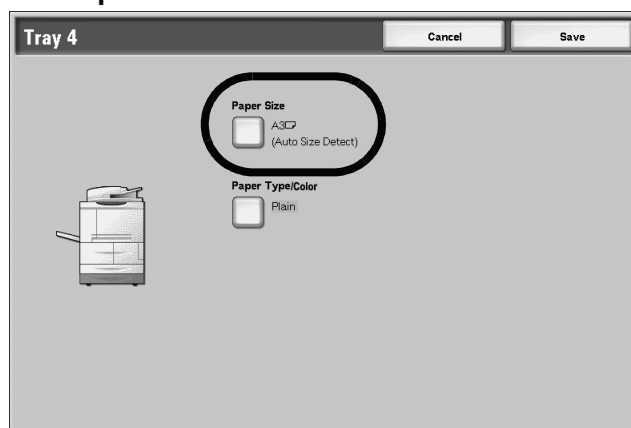 Tray 4
Cancel
Save
Paper Size
A3
(Auto Size Detect)
Paper Type/Color
Plain